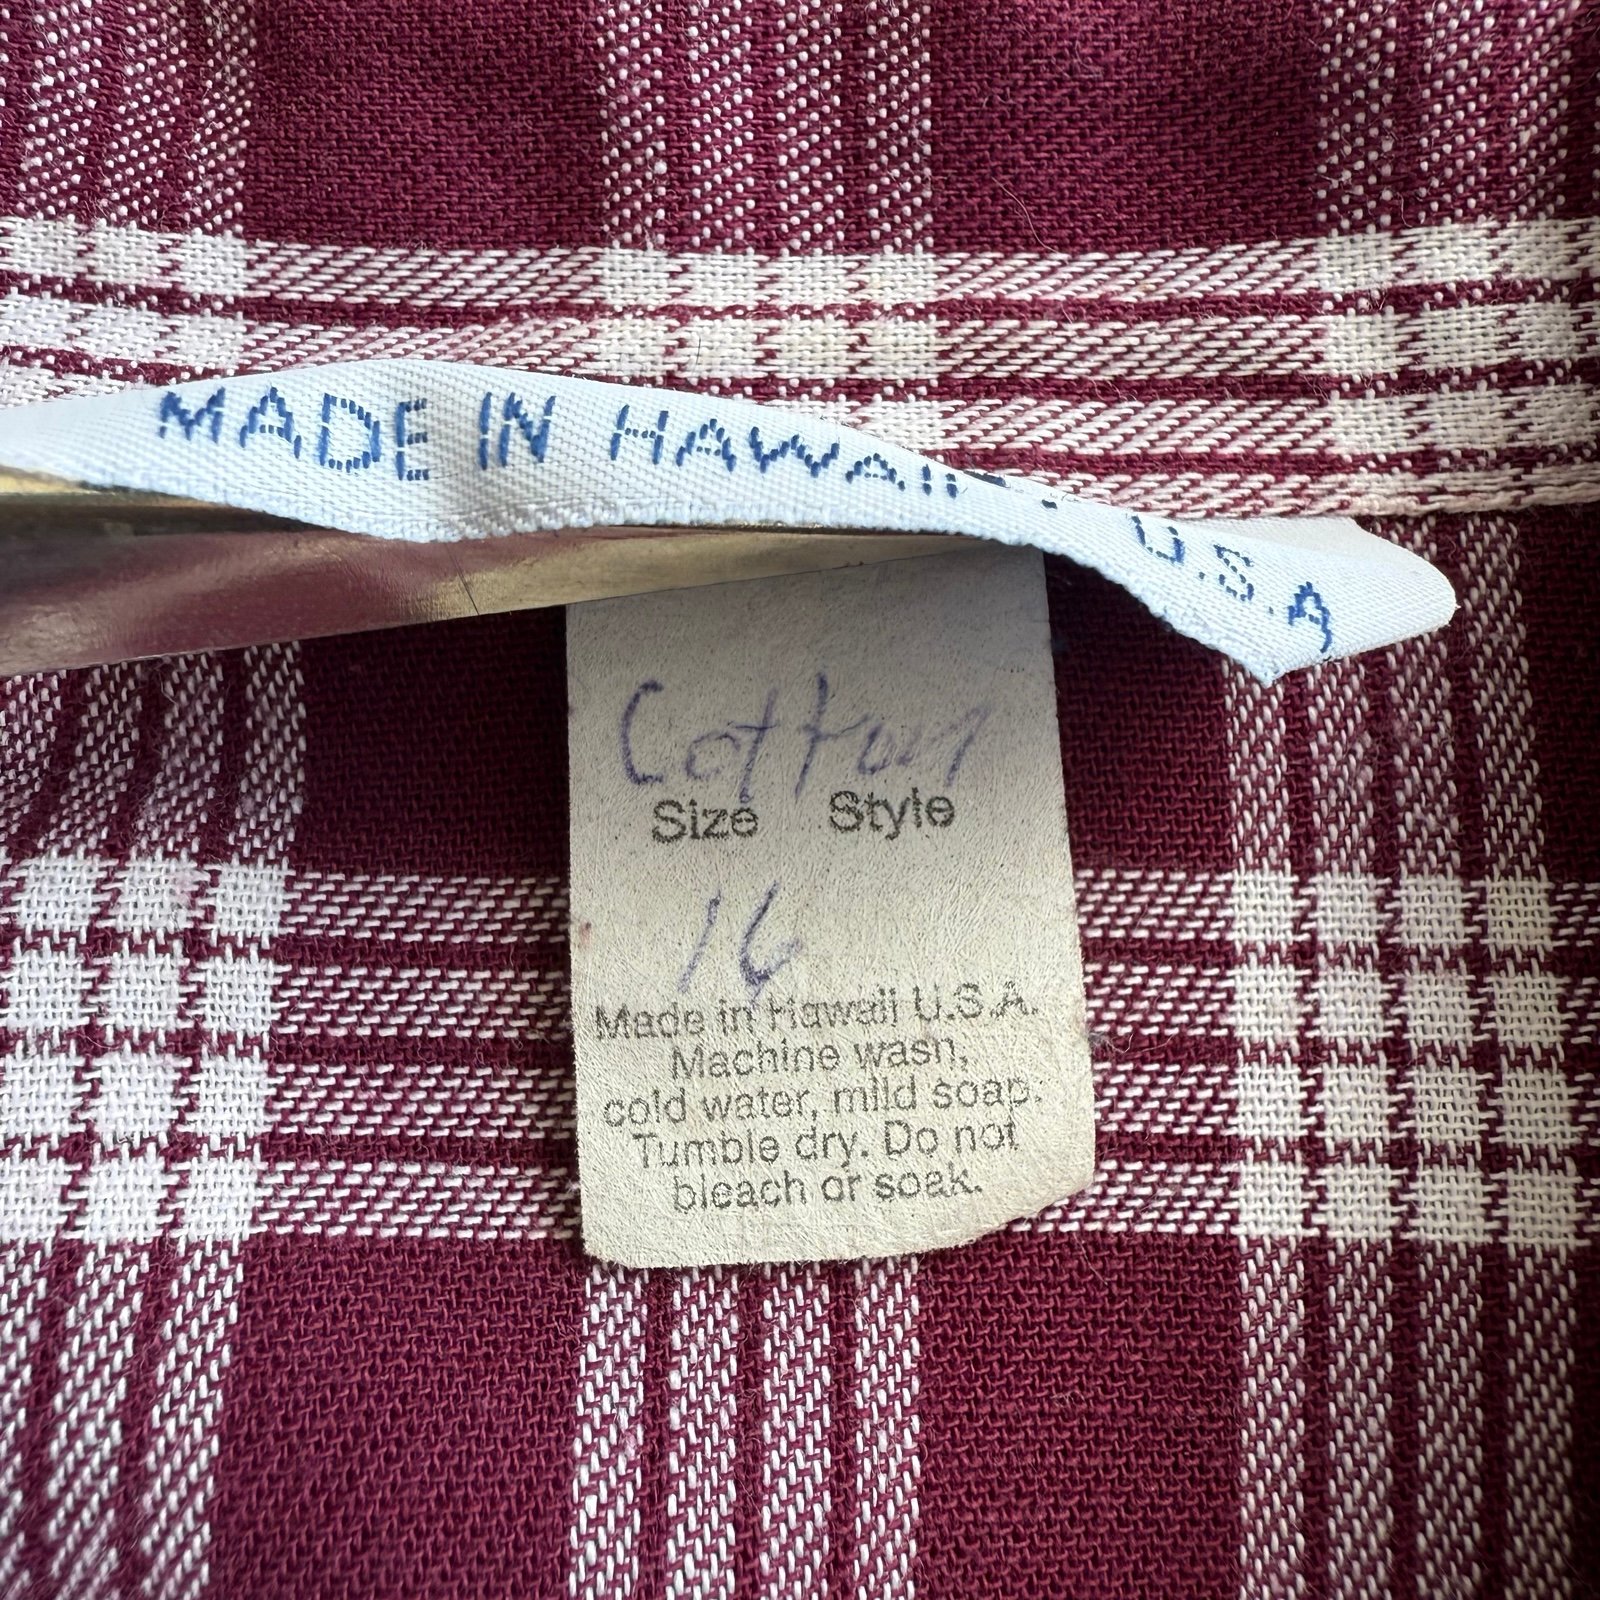 MADE IN HAWAII, U.S.A
Cotton
Size Style
16
Made in Hawaii U.S.A.
Machine wash,
cold water, mild soap.
Tumble dry. Do not
bleach or soak.